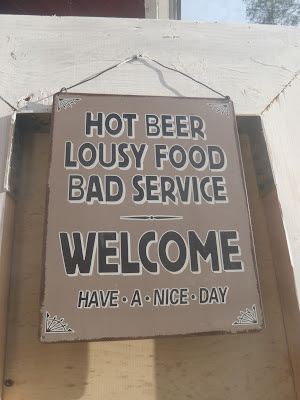 HOT BEER
LOUSY FOOD
BAD SERVICE
WELCOME
HAVE • A • NICE • DAY